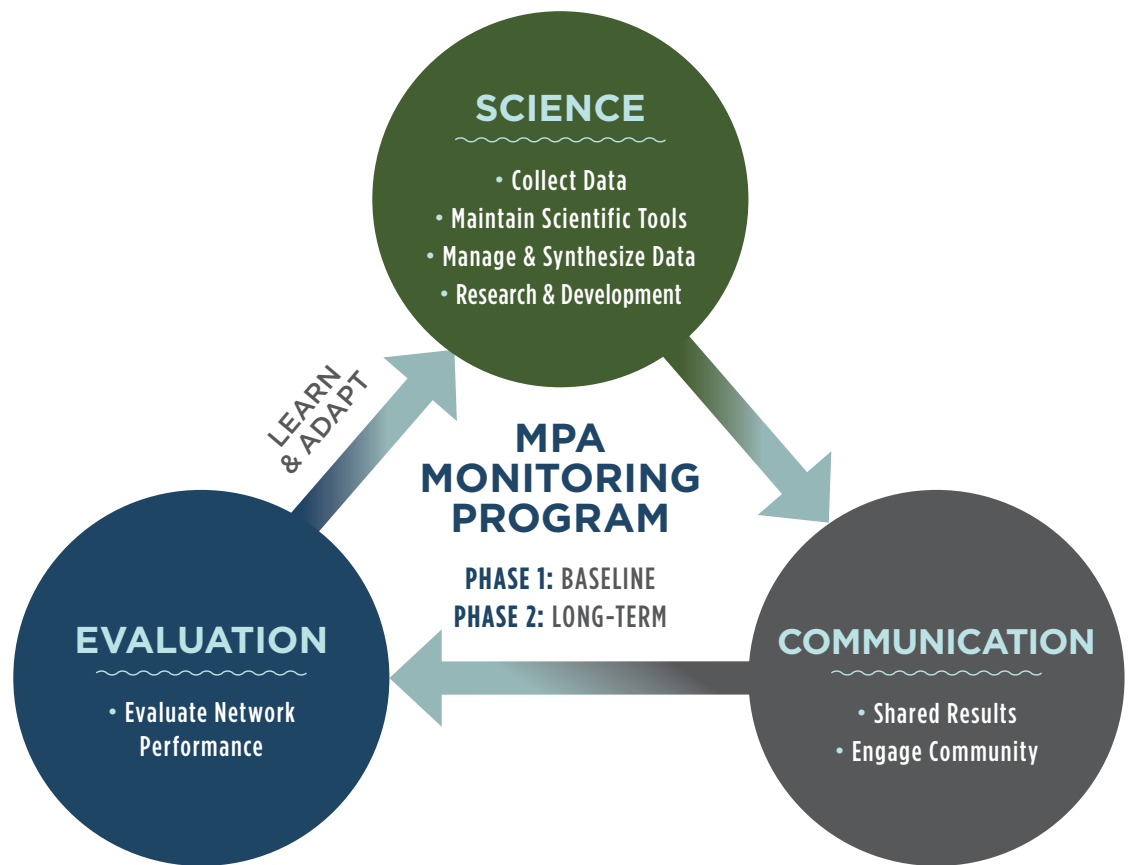 SCIENCE
• Collect Data
• Maintain Scientific Tools
• Manage & Synthesize Data
• Research & Development
LEARN
& ADAPT
MPA
MONITORING
PROGRAM
PHASE 1: BASELINE
PHASE 2: LONG-TERM
EVALUATION
• Evaluate Network
Performance
COMMUNICATION
• Shared Results
• Engage Community